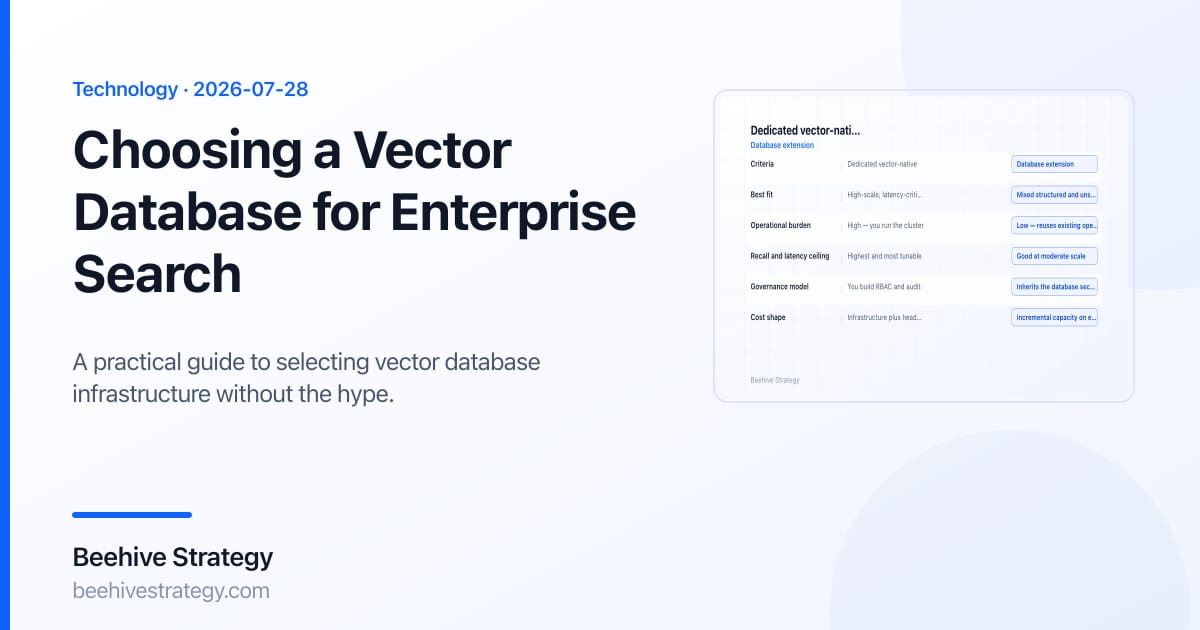 Technology · 2026-07-28
Choosing a Vector
Database for Enterprise
Search
A practical guide to selecting vector database
infrastructure without the hype.
Beehive Strategy
beehivestrategy.com
Dedicated vector-nati...
Database extension
Criteria Dedicated vector-native Database extension
Best fit High-scale, latency-criti... Mixed structured and uns...
Operational burden High — you run the cluster Low — reuses existing ope...
Recall and latency ceiling Highest and most tunable Good at moderate scale
Governance model You build RBAC and audit Inherits the database sec...
Cost shape Infrastructure plus head... Incremental capacity on e...
Beehive Strategy